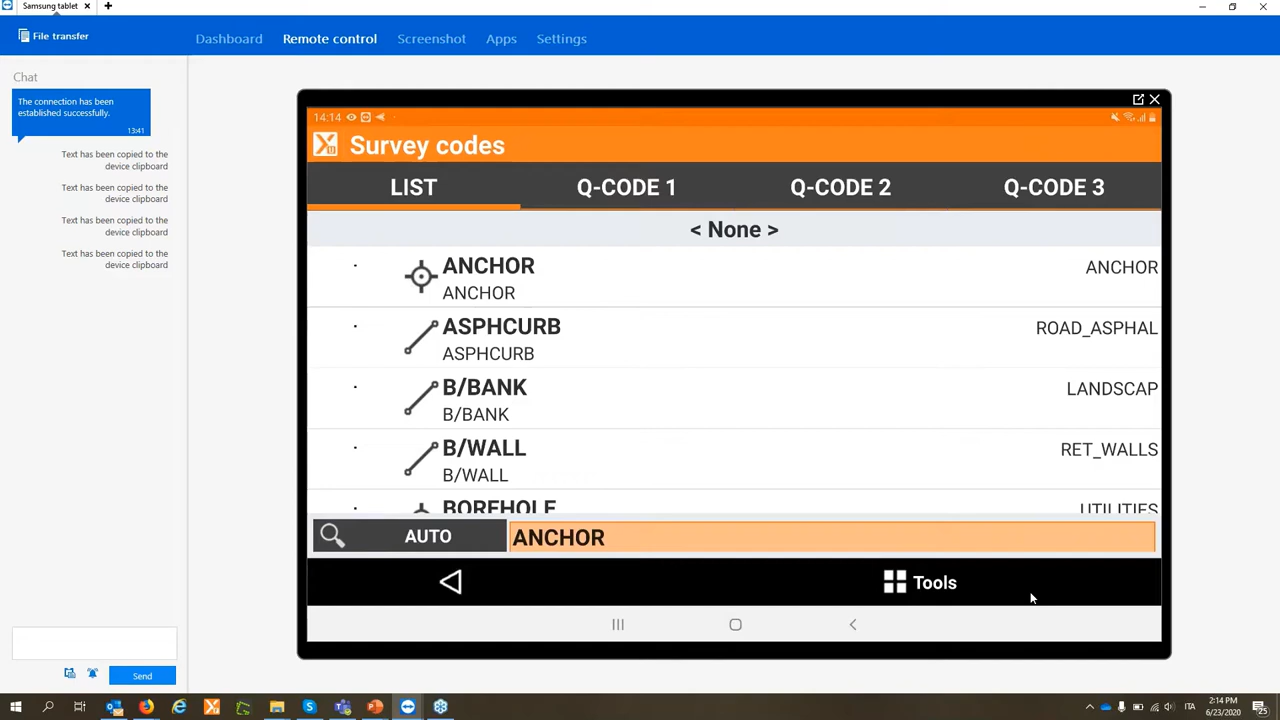 Samsung tablet
File transfer
Dashboard
Remote control
Screenshot
Apps
Settings
Chat
The connection has been
established successfully.
13:41
Text has been copied to the
device clipboard
Text has been copied to the
device clipboard
Text has been copied to the
device clipboard
Text has been copied to the
device clipboard
Send
14:14
Survey codes
LIST
Q-CODE 1
Q-CODE 2
Q-CODE 3
< None >
ANCHOR
ANCHOR
ANCHOR
ASPHCURB
ROAD_ASPHAL
ASPHCURB
B/BANK
LANDSCAP
B/BANK
B/WALL
RET_WALLS
B/WALL
BOREHOLE
UTILITIES
AUTO
ANCHOR
Tools
ITA
2:14 PM
6/23/2020
25